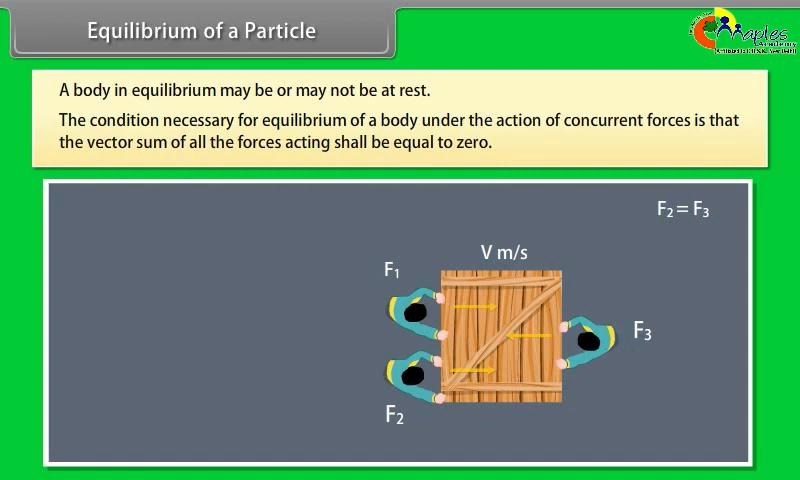 Equilibrium of a Particle
Maples
Academy
A body in equilibrium may be or may not be at rest.
The condition necessary for equilibrium of a body under the action of concurrent forces is that
the vector sum of all the forces acting shall be equal to zero.
F₂ = F₃
V m/s
F₁
F₃
F₂